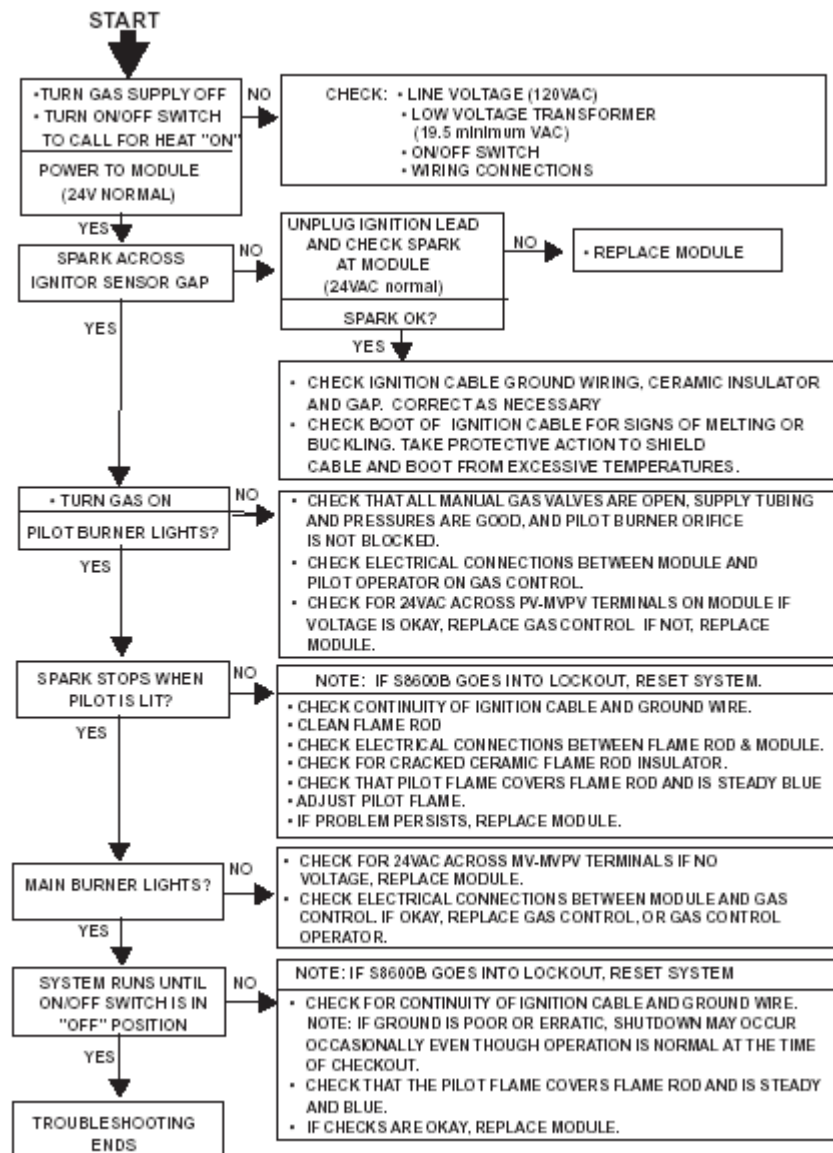 START
• TURN GAS SUPPLY OFF
• TURN ON/OFF SWITCH
TO CALL FOR HEAT "ON"
POWER TO MODULE
(24V NORMAL)
NO
CHECK: • LINE VOLTAGE (120VAC)
• LOW VOLTAGE TRANSFORMER
(19.5 minimum VAC)
• ON/OFF SWITCH
• WIRING CONNECTIONS
YES
SPARK ACROSS
IGNITOR SENSOR GAP
NO
UNPLUG IGNITION LEAD
AND CHECK SPARK
AT MODULE
(24VAC normal)
SPARK OK?
NO
• REPLACE MODULE
YES
YES
• CHECK IGNITION CABLE GROUND WIRING, CERAMIC INSULATOR
AND GAP. CORRECT AS NECESSARY
• CHECK BOOT OF IGNITION CABLE FOR SIGNS OF MELTING OR
BUCKLING. TAKE PROTECTIVE ACTION TO SHIELD
CABLE AND BOOT FROM EXCESSIVE TEMPERATURES.
• TURN GAS ON
PILOT BURNER LIGHTS?
NO
• CHECK THAT ALL MANUAL GAS VALVES ARE OPEN, SUPPLY TUBING
AND PRESSURES ARE GOOD, AND PILOT BURNER ORIFICE
IS NOT BLOCKED.
• CHECK ELECTRICAL CONNECTIONS BETWEEN MODULE AND
PILOT OPERATOR ON GAS CONTROL.
• CHECK FOR 24VAC ACROSS PV-MVPV TERMINALS ON MODULE IF
VOLTAGE IS OKAY, REPLACE GAS CONTROL IF NOT, REPLACE
MODULE.
YES
SPARK STOPS WHEN
PILOT IS LIT?
NO
NOTE: IF S8600B GOES INTO LOCKOUT, RESET SYSTEM.
• CHECK CONTINUITY OF IGNITION CABLE AND GROUND WIRE.
• CLEAN FLAME ROD
• CHECK ELECTRICAL CONNECTIONS BETWEEN FLAME ROD & MODULE.
• CHECK FOR CRACKED CERAMIC FLAME ROD INSULATOR.
• CHECK THAT PILOT FLAME COVERS FLAME ROD AND IS STEADY BLUE
• ADJUST PILOT FLAME.
• IF PROBLEM PERSISTS, REPLACE MODULE.
YES
MAIN BURNER LIGHTS?
NO
• CHECK FOR 24VAC ACROSS MV-MVPV TERMINALS IF NO
VOLTAGE, REPLACE MODULE.
• CHECK ELECTRICAL CONNECTIONS BETWEEN MODULE AND GAS
CONTROL. IF OKAY, REPLACE GAS CONTROL, OR GAS CONTROL
OPERATOR.
YES
SYSTEM RUNS UNTIL
ON/OFF SWITCH IS IN
"OFF" POSITION
NO
NOTE: IF S8600B GOES INTO LOCKOUT, RESET SYSTEM
• CHECK FOR CONTINUITY OF IGNITION CABLE AND GROUND WIRE.
NOTE: IF GROUND IS POOR OR ERRATIC, SHUTDOWN MAY OCCUR
OCCASIONALLY EVEN THOUGH OPERATION IS NORMAL AT THE TIME
OF CHECKOUT.
• CHECK THAT THE PILOT FLAME COVERS FLAME ROD AND IS STEADY
AND BLUE.
• IF CHECKS ARE OKAY, REPLACE MODULE.
YES
TROUBLESHOOTING
ENDS